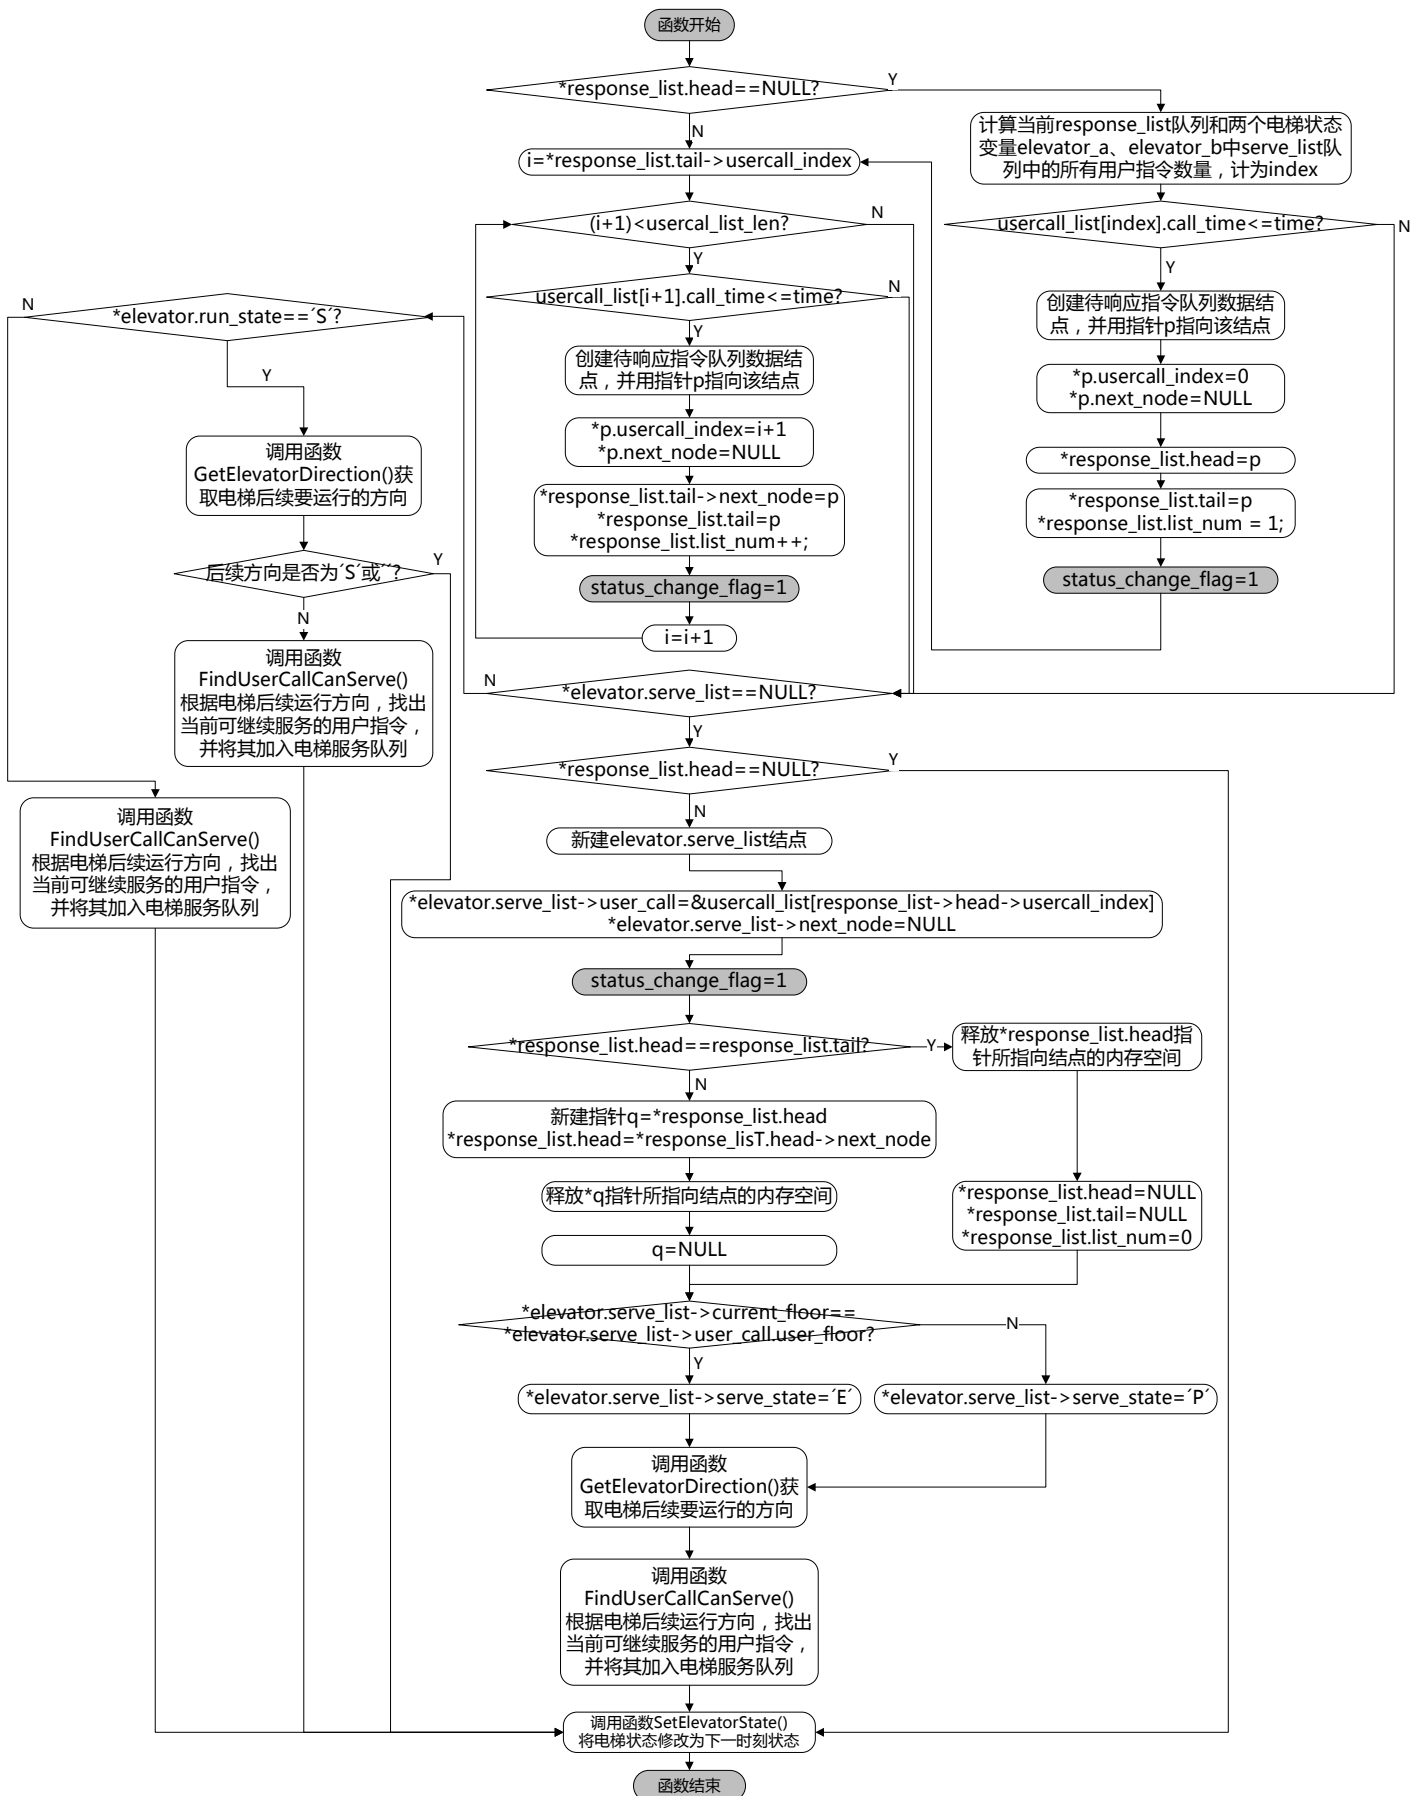 函数开始
*response_list.head==NULL?
Y
N
计算当前response_list队列和两个电梯状态
变量elevator_a、elevator_b中serve_list队
列中的所有用户指令数量，计为index
i=*response_list.tail->usercall_index
(i+1)<usercal_list_len?
N
Y
usercall_list[index].call_time<=time?
N
Y
usercall_list[i+1].call_time<=time?
N
Y
创建待响应指令队列数据结
点，并用指针p指向该结点
*p.usercall_index=0
*p.next_node=NULL
*response_list.head=p
*response_list.tail=p
*response_list.list_num = 1;
status_change_flag=1
创建待响应指令队列数据结
点，并用指针p指向该结点
*p.usercall_index=i+1
*p.next_node=NULL
*response_list.tail->next_node=p
*response_list.tail=p
*response_list.list_num++;
status_change_flag=1
i=i+1
N
*elevator.run_state==´S´?
Y
调用函数
GetElevatorDirection()获
取电梯后续要运行的方向
后续方向是否为´S´或´´?
Y
N
调用函数
FindUserCallCanServe()
根据电梯后续运行方向，找出
当前可继续服务的用户指令，
并将其加入电梯服务队列
调用函数
FindUserCallCanServe()
根据电梯后续运行方向，找出
当前可继续服务的用户指令，
并将其加入电梯服务队列
N
*elevator.serve_list==NULL?
Y
*response_list.head==NULL?
Y
N
新建elevator.serve_list结点
*elevator.serve_list->user_call=&usercall_list[response_list->head->usercall_index]
*elevator.serve_list->next_node=NULL
status_change_flag=1
*response_list.head==response_list.tail?
Y
N
释放*response_list.head指
针所指向结点的内存空间
新建指针q=*response_list.head
*response_list.head=*response_lisT.head->next_node
释放*q指针所指向结点的内存空间
q=NULL
*response_list.head=NULL
*response_list.tail=NULL
*response_list.list_num=0
*elevator.serve_list->current_floor==
*elevator.serve_list->user_call.user_floor?
N
Y
*elevator.serve_list->serve_state=´E´
*elevator.serve_list->serve_state=´P´
调用函数
GetElevatorDirection()获
取电梯后续要运行的方向
调用函数
FindUserCallCanServe()
根据电梯后续运行方向，找出
当前可继续服务的用户指令，
并将其加入电梯服务队列
调用函数SetElevatorState()
将电梯状态修改为下一时刻状态
函数结束